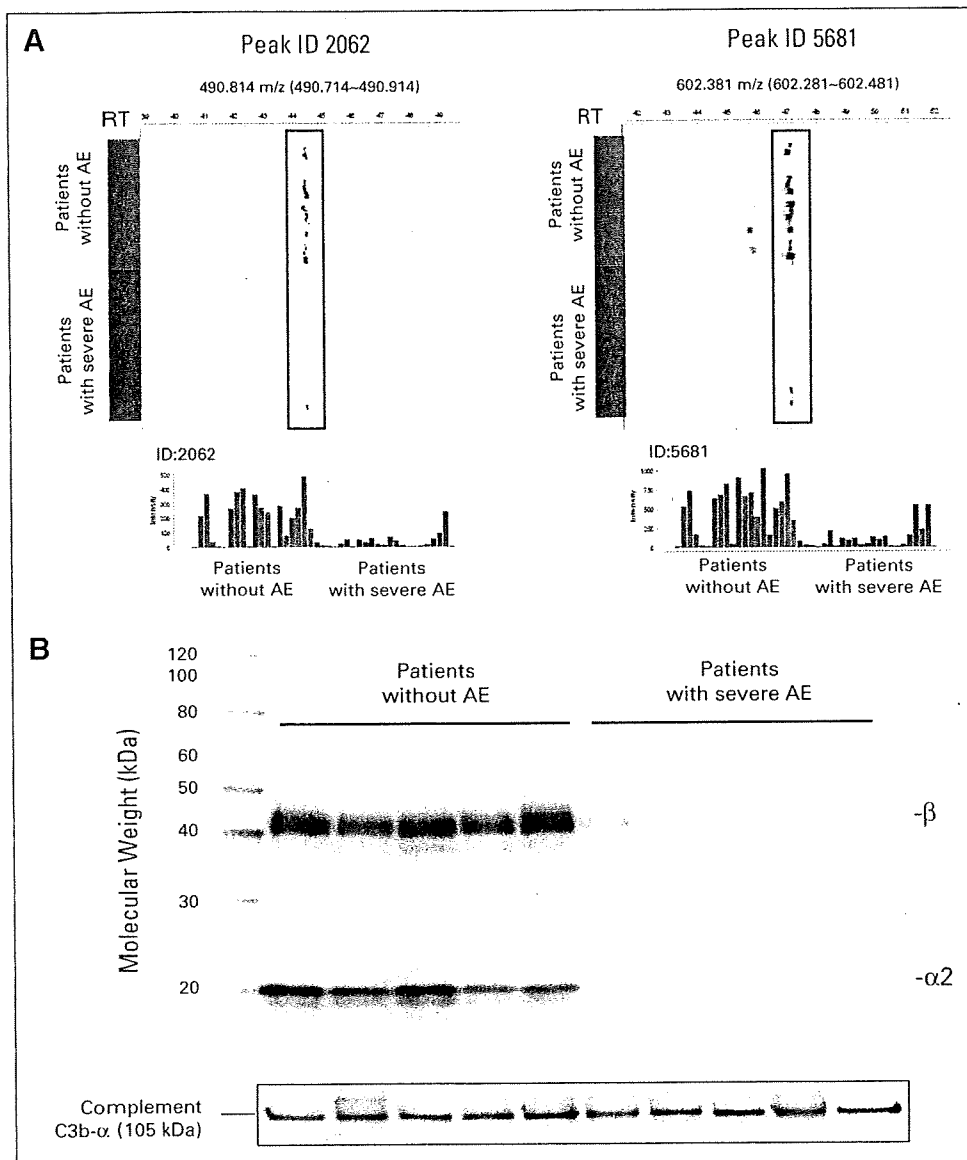 A
Peak ID 2062
Peak ID 5681
490.814 m/z (490.714~490.914)
602.381 m/z (602.281~602.481)
RT
RT
Patients
without AE
Patients
with severe AE
Patients
without AE
Patients
with severe AE
ID:2062
ID:5681
Intensity
Intensity
Patients
without AE
Patients
with severe AE
Patients
without AE
Patients
with severe AE
B
Patients
without AE
Patients
with severe AE
Molecular Weight (kDa)
120
100
80
60
50
40
30
20
-β
-α2
Complement
C3b-α (105 kDa)